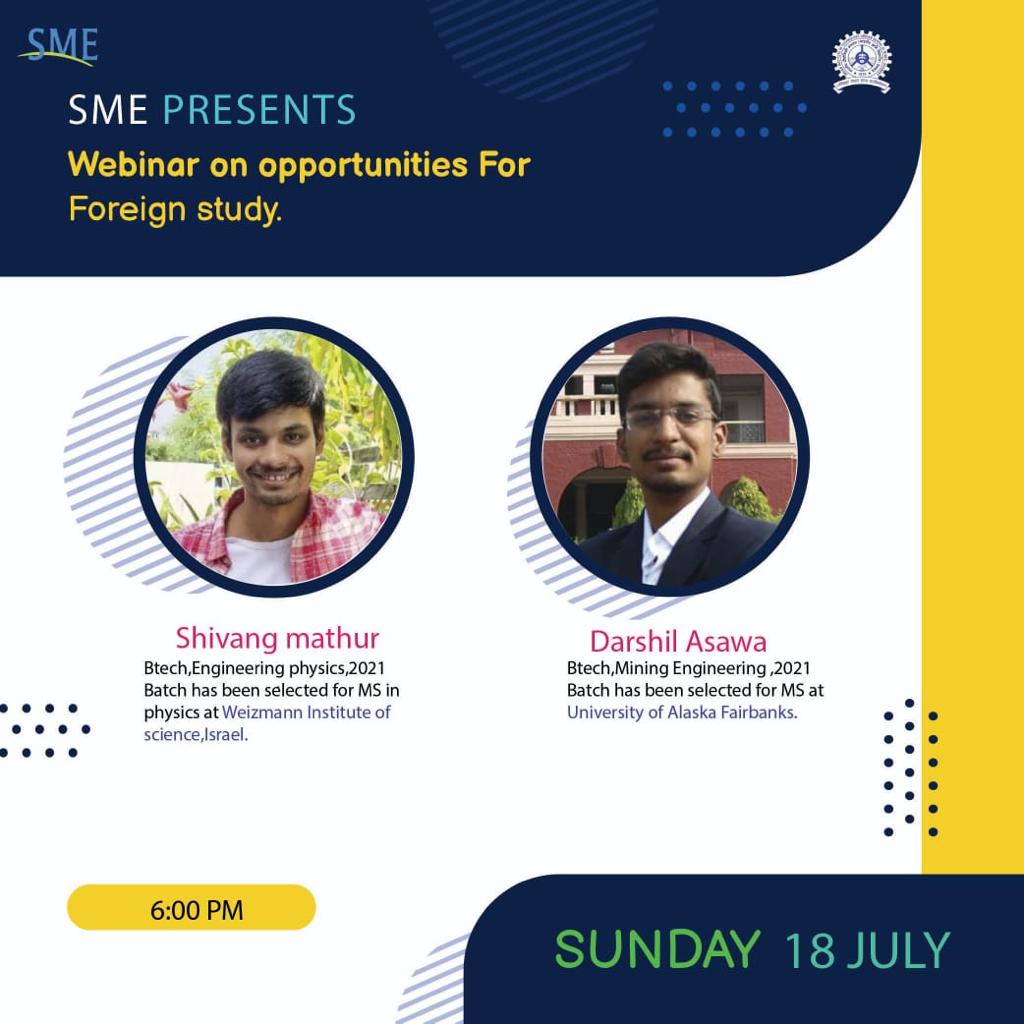 SME
SME PRESENTS
Webinar on opportunities For
Foreign study.
Shivang mathur
Btech,Engineering physics,2021
Batch has been selected for MS in
physics at Weizmann Institute of
science,Israel.
Darshil Asawa
Btech,Mining Engineering ,2021
Batch has been selected for MS at
University of Alaska Fairbanks.
6:00 PM
SUNDAY 18 JULY